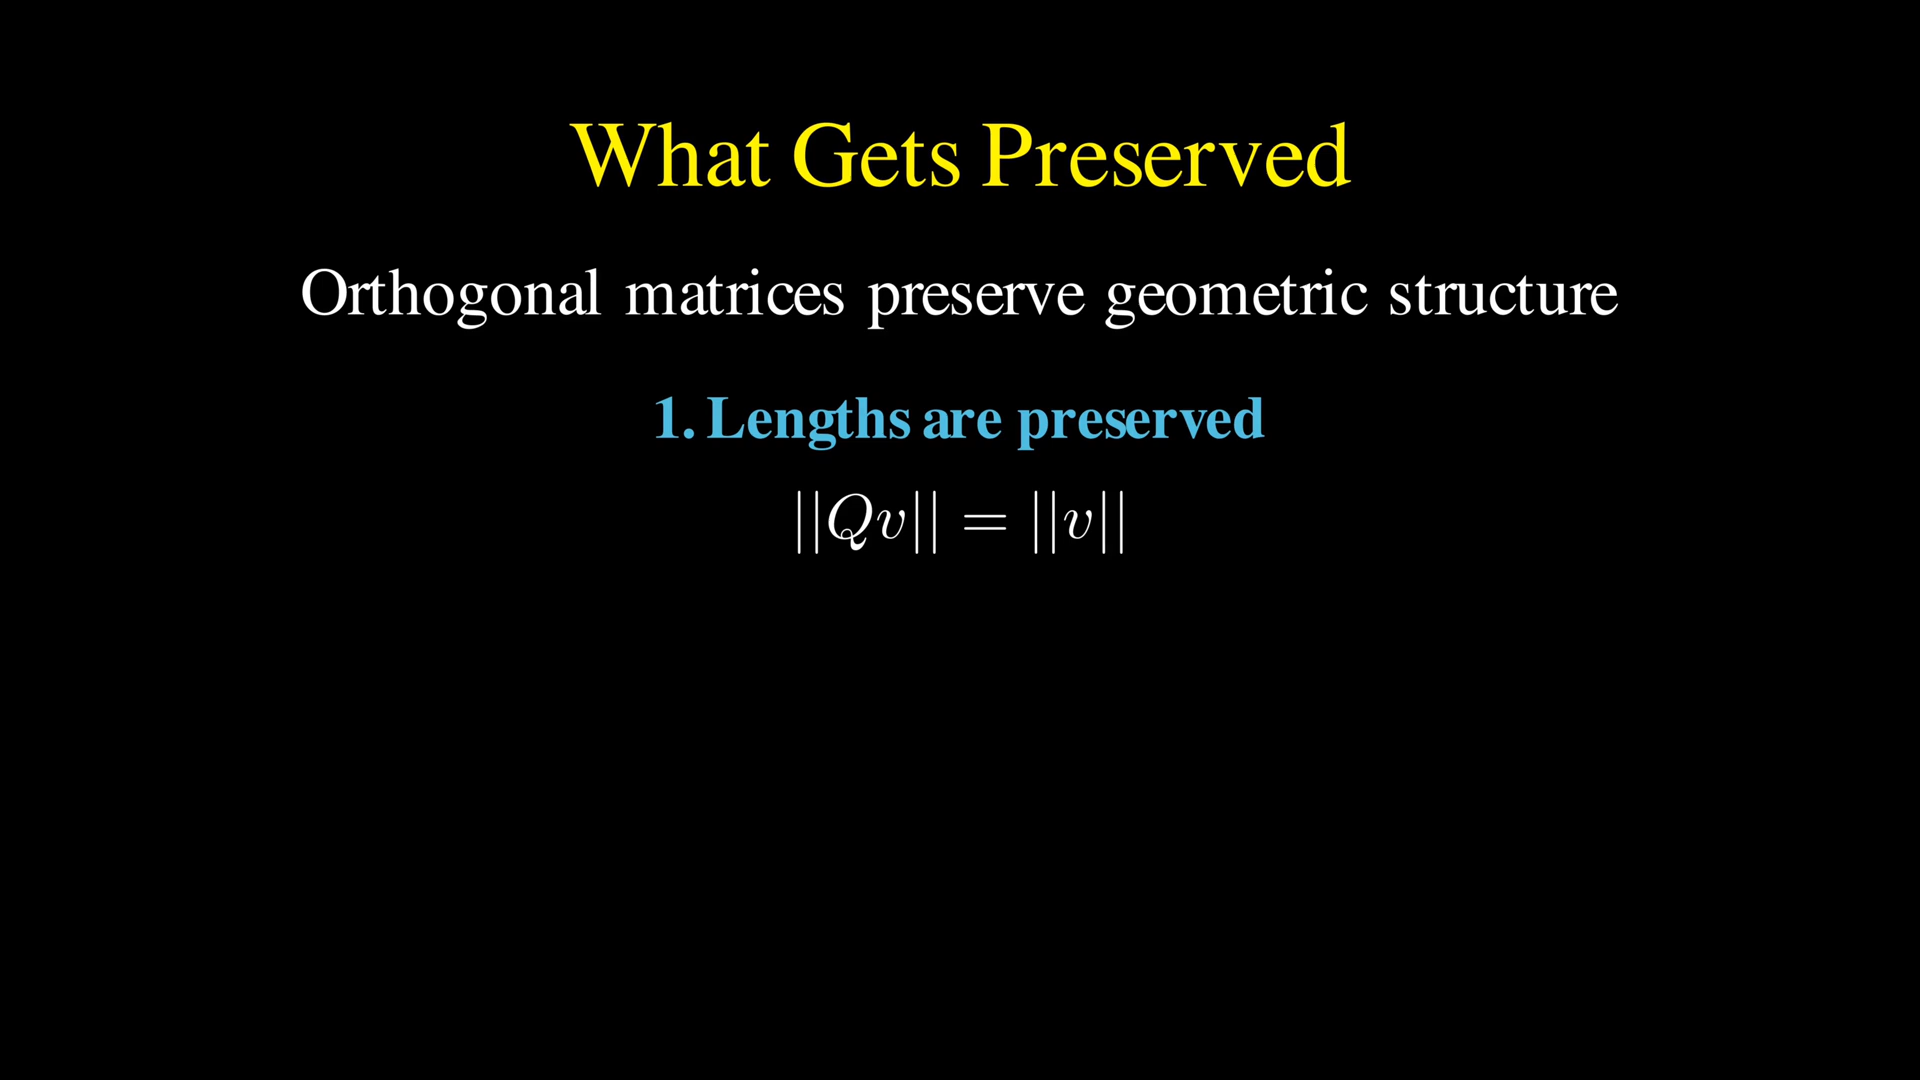 What Gets Preserved
Orthogonal matrices preserve geometric structure
1. Lengths are preserved
||Qv|| = ||v||